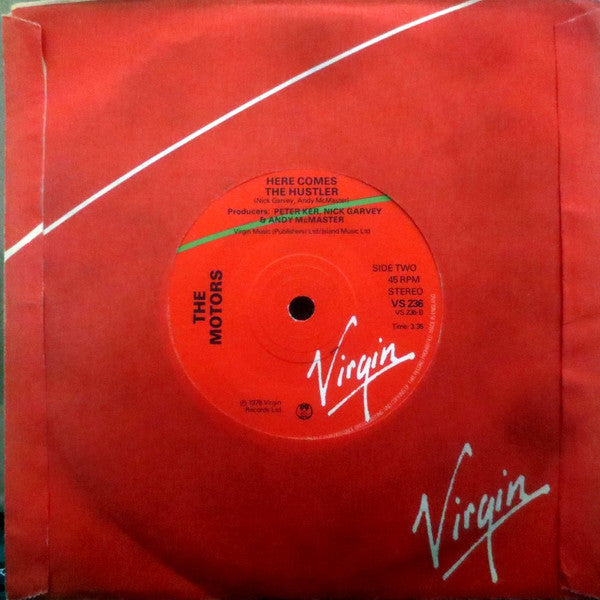 HERE COMES
THE HUSTLER
(Nick Garvey, Andy McMaster)
Producers: PETER KER, NICK GARVEY
& ANDY McMASTER
Virgin Music (Publishers) Ltd/Island Music Ltd
SIDE TWO
45 RPM
STEREO
VS 236
VS 236-B
Time: 3.36
THE
MOTORS
Virgin
℗ 1978 Virgin
Records Ltd.
Virgin